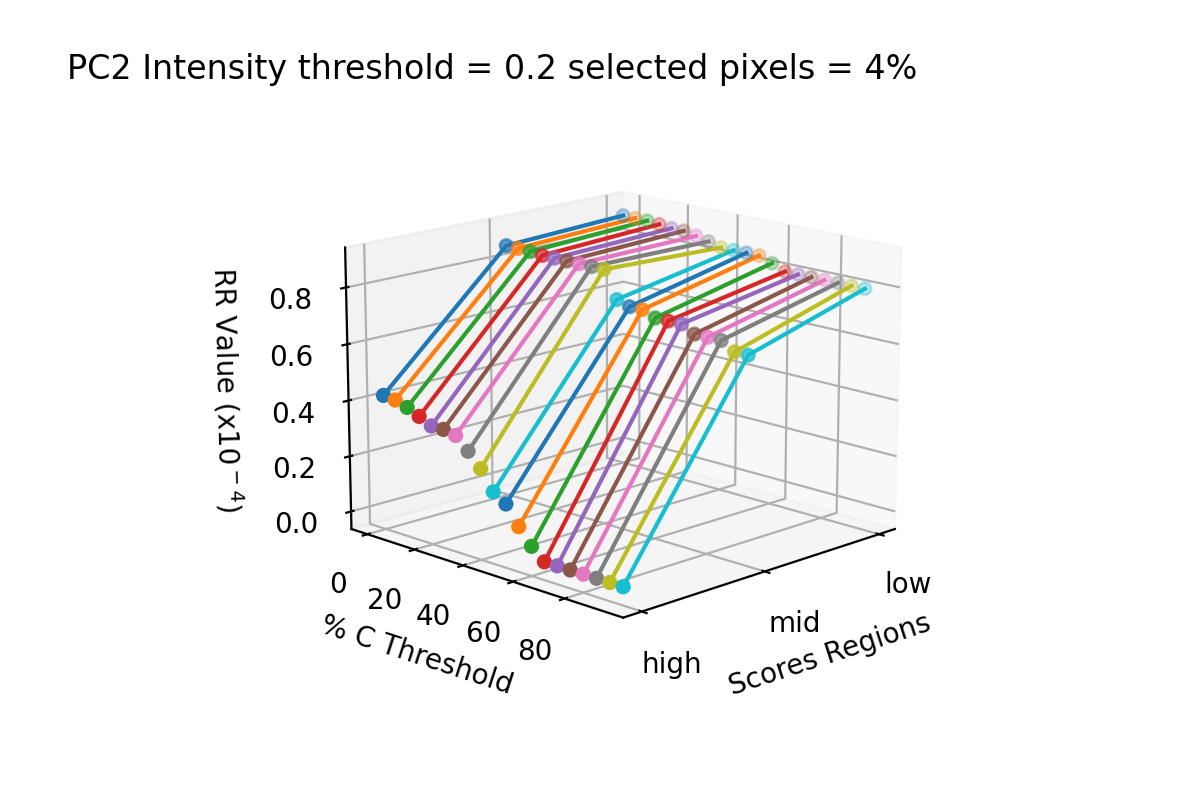 PC2 Intensity threshold = 0.2 selected pixels = 4%
RR Value (x10⁻⁴)
0.8
0.6
0.4
0.2
0.0
0
20
40
60
80
% C Threshold
high
mid
low
Scores Regions